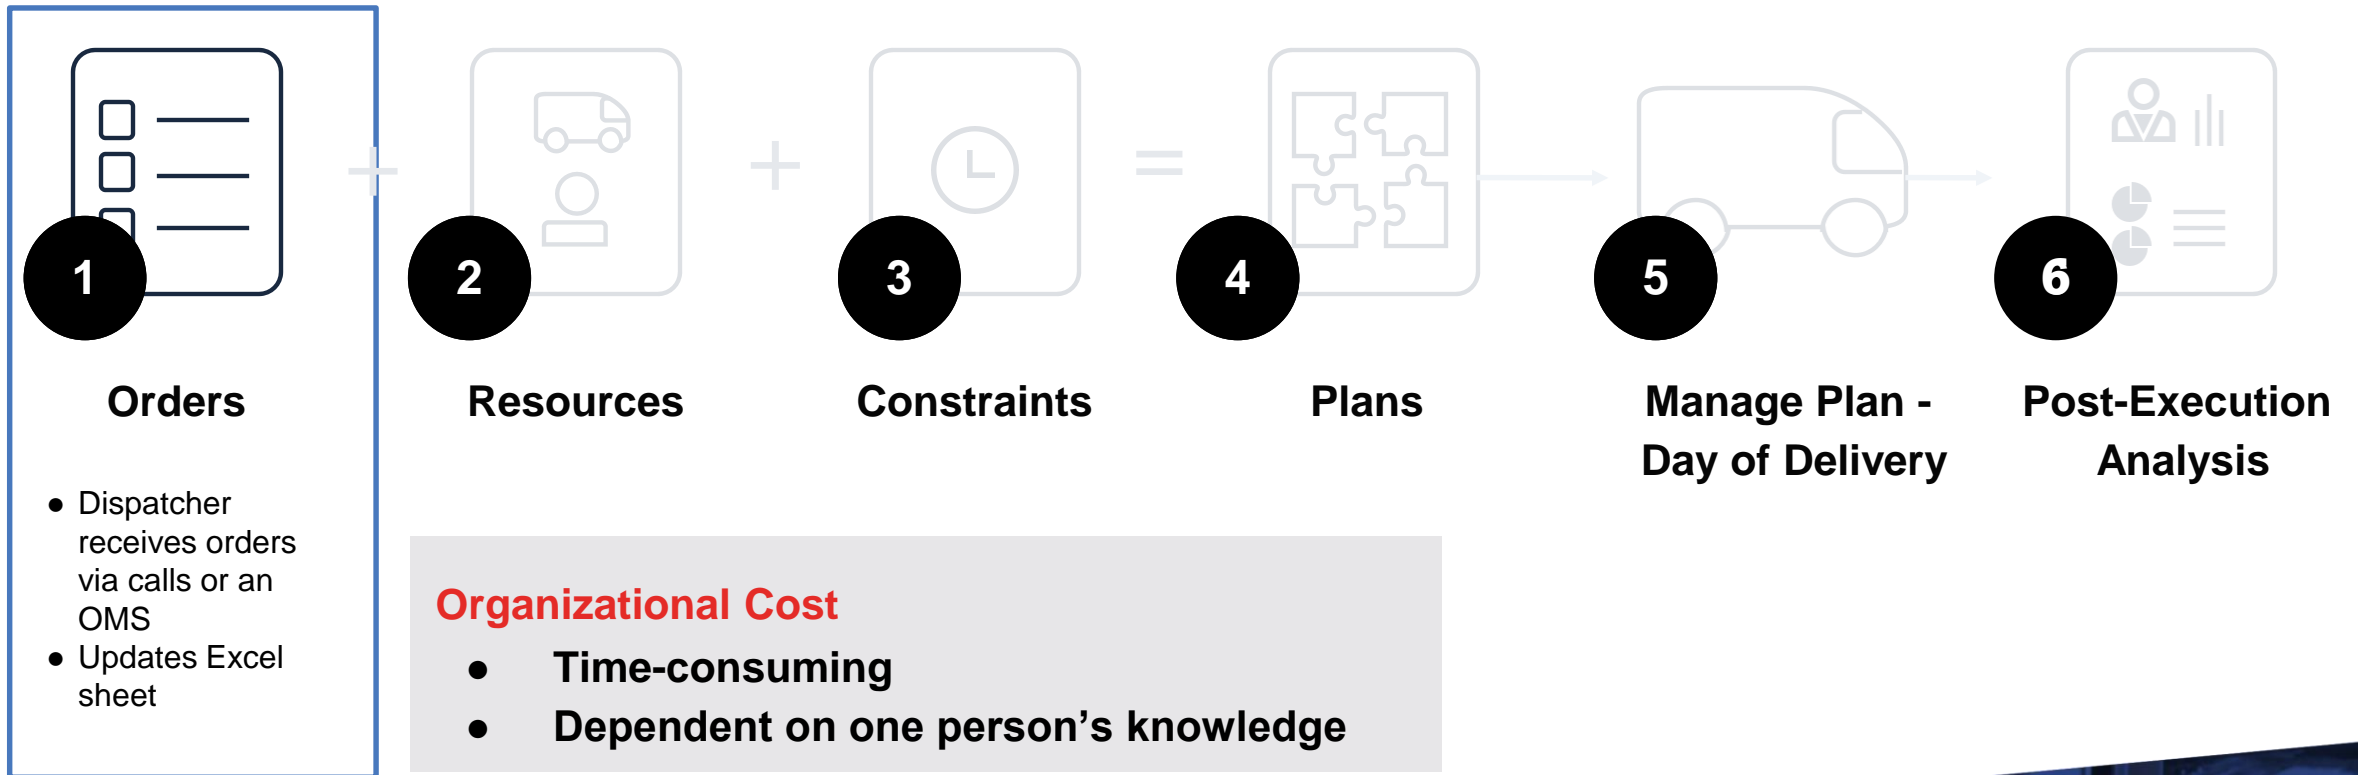 1
2
3
4
5
6
Orders
Resources
Constraints
Plans
Manage Plan -
Day of Delivery
Post-Execution
Analysis
● Dispatcher
receives orders
via calls or an
OMS
● Updates Excel
sheet
Organizational Cost
● Time-consuming
● Dependent on one person’s knowledge